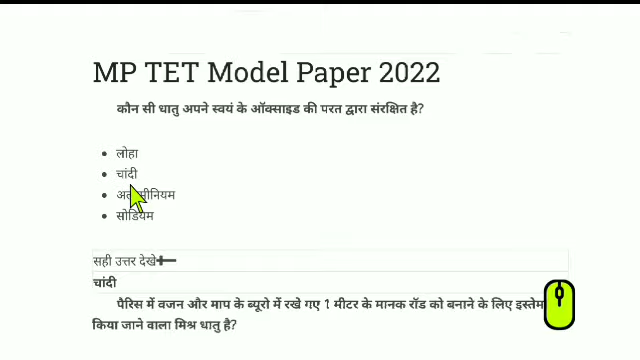 MP TET Model Paper 2022
कौन सी धातु अपने स्वयं के ऑक्साइड की परत द्वारा संरक्षित है?
लोहा
चांदी
सोडियम
सही उत्तर देखे
चांदी
पैरिस में वजन और माप के ब्यूरो में रखे गए 1 मीटर के मानक रॉड को बनाने के लिए
किया जाने वाला मिश्र धातु है?